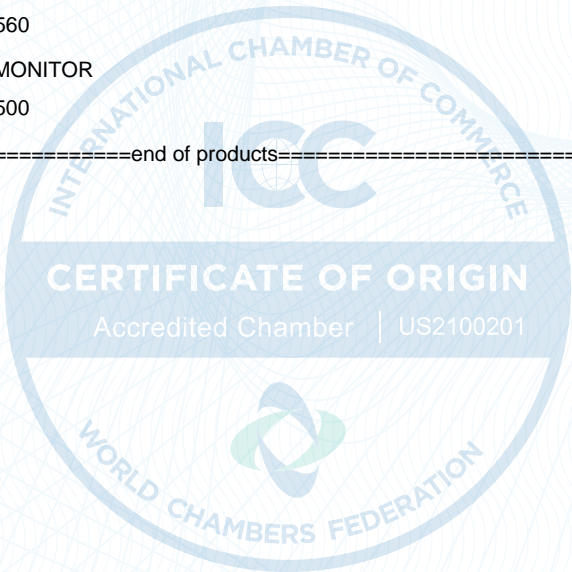 560
MONITOR
500
===========end of products========================
INTERNATIONAL CHAMBER OF COMMERCE
ICC
CERTIFICATE OF ORIGIN
Accredited Chamber | US2100201
WORLD CHAMBERS FEDERATION